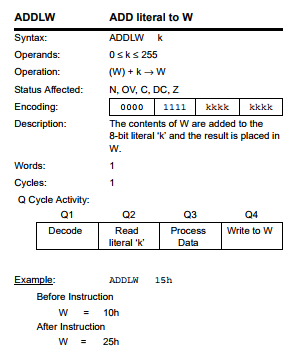 ADDLW ADD literal to W
Syntax: ADDLW k
Operands: 0 ≤ k ≤ 255
Operation: (W) + k → W
Status Affected: N, OV, C, DC, Z
Encoding: 0000 1111 kkkk kkkk
Description: The contents of W are added to the
8-bit literal ‘k’ and the result is placed in
W.
Words: 1
Cycles: 1
Q Cycle Activity:
Q1 Q2 Q3 Q4
Decode Read Process Write to W
literal ‘k’ Data
Example: ADDLW 15h
Before Instruction
W = 10h
After Instruction
W = 25h